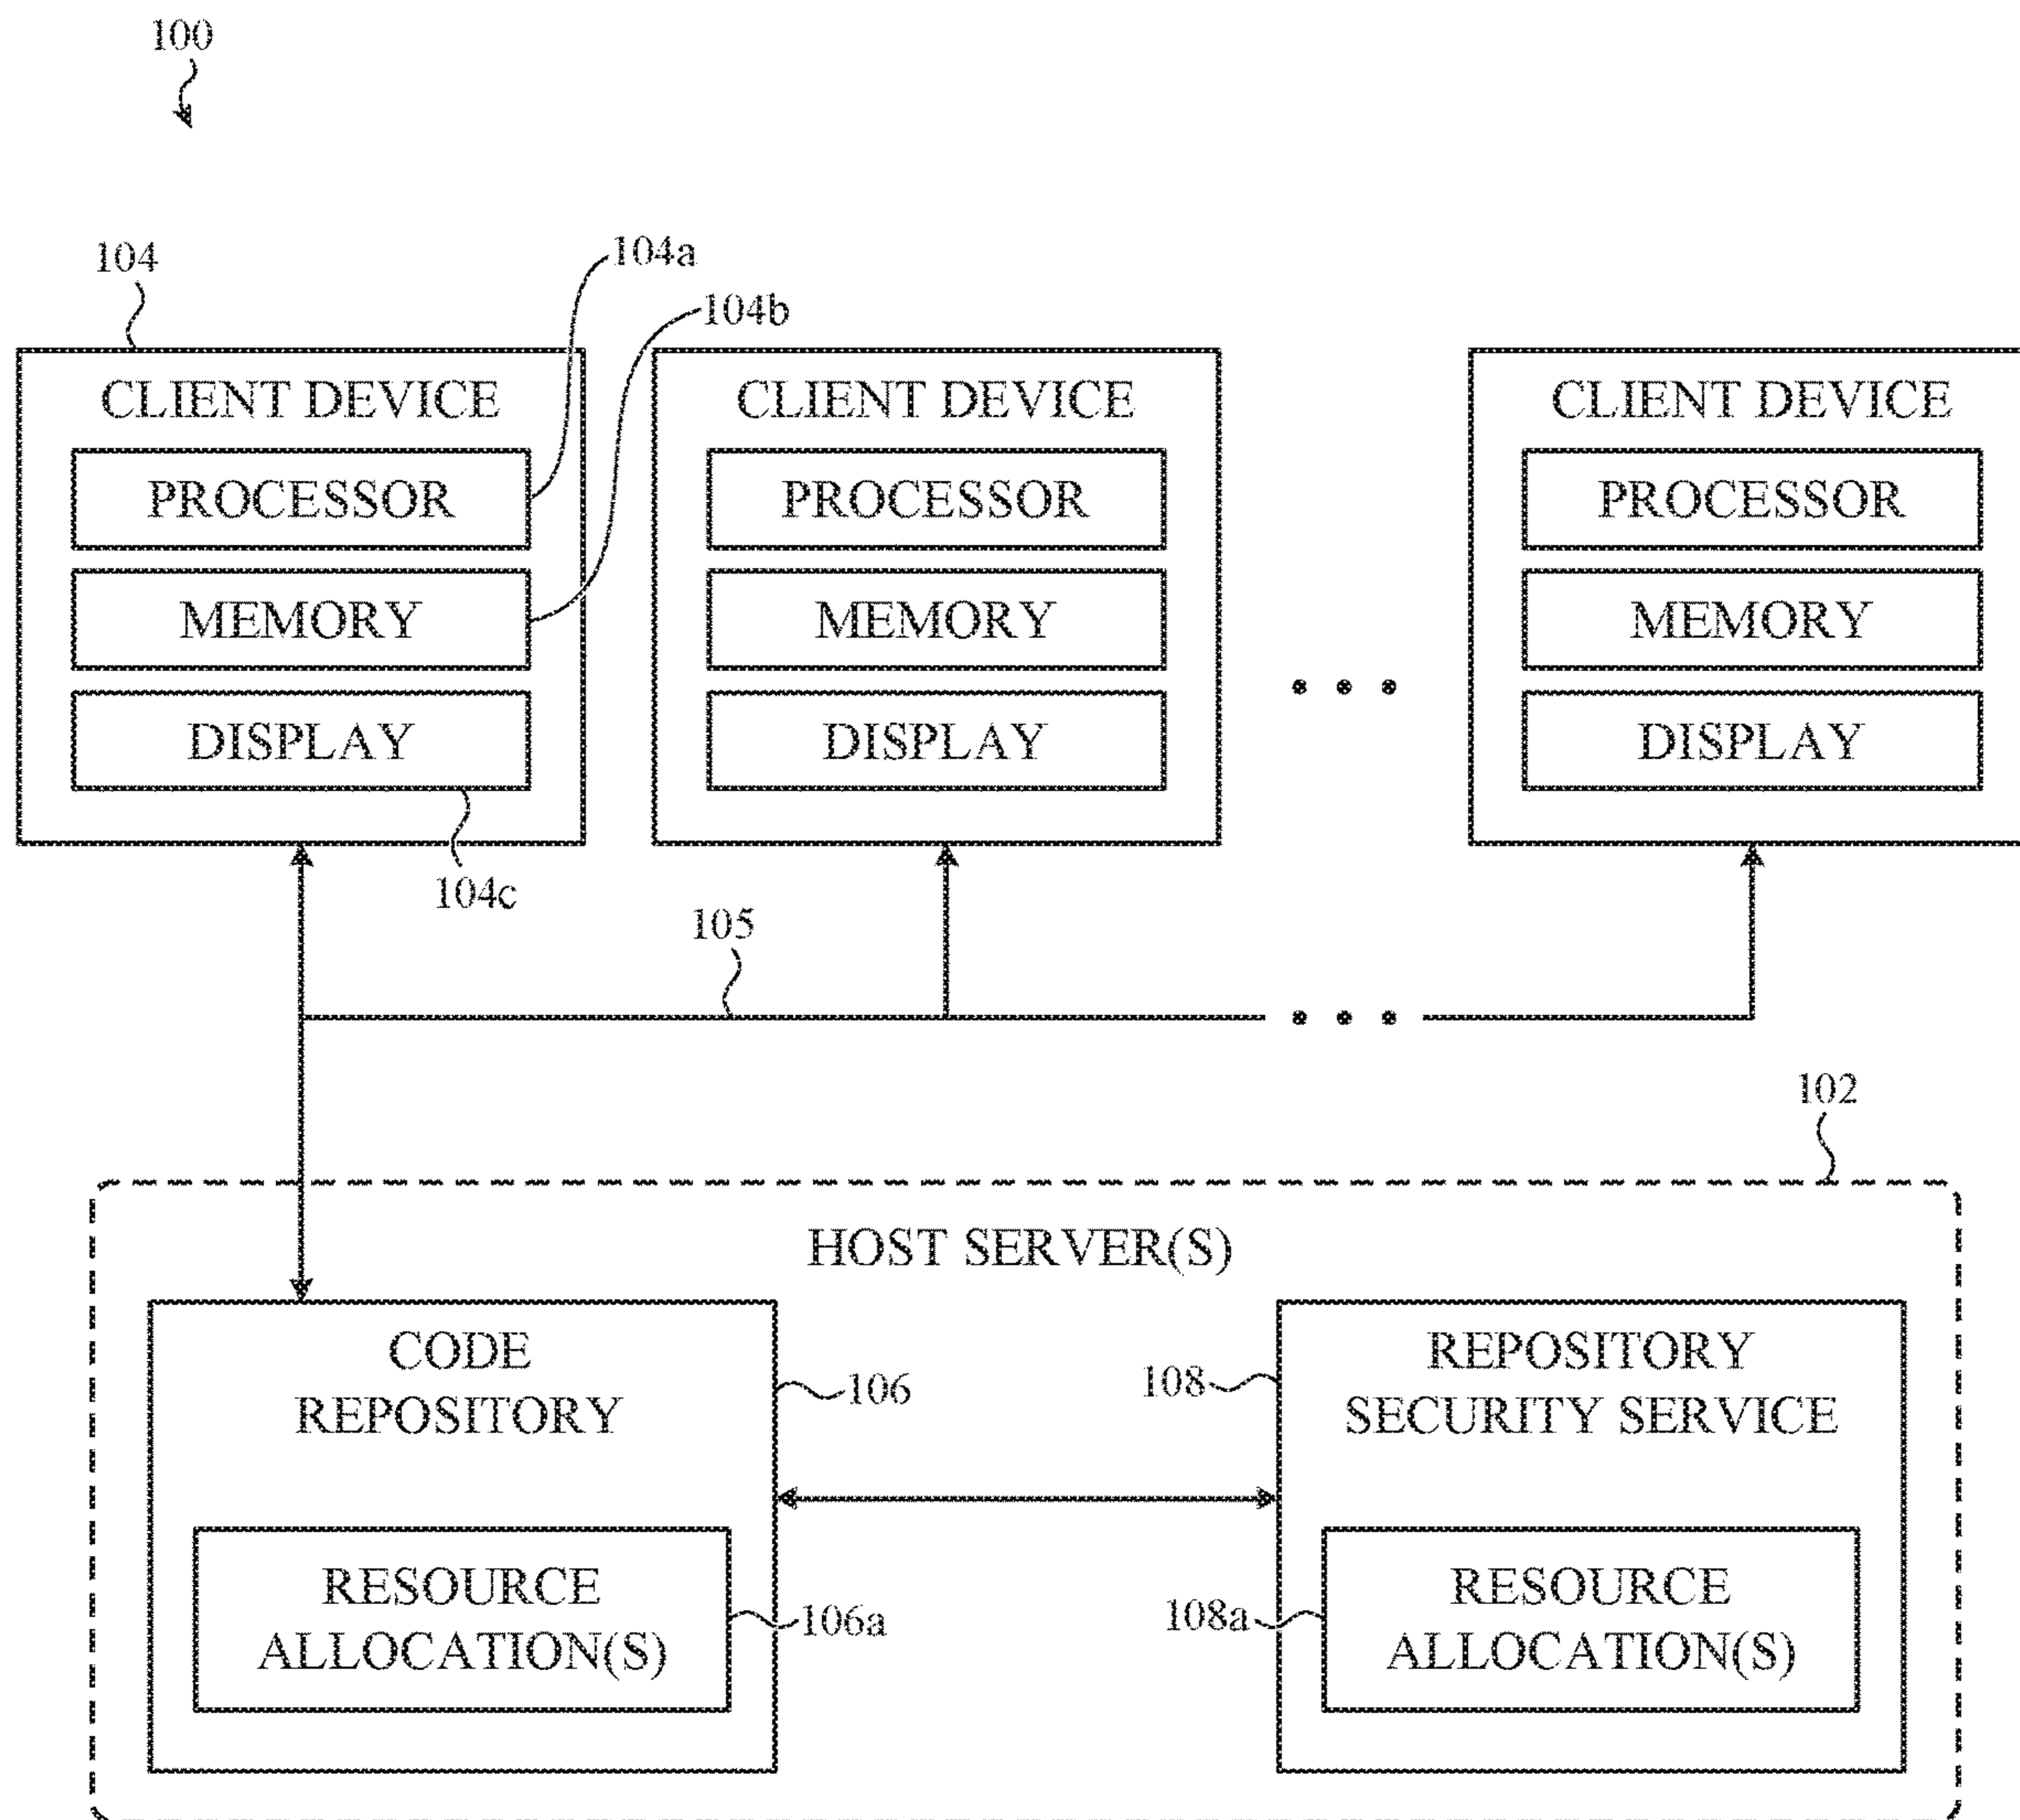 100
104
104a
104b
CLIENT DEVICE
PROCESSOR
MEMORY
DISPLAY
104c
CLIENT DEVICE
PROCESSOR
MEMORY
DISPLAY
• • •
CLIENT DEVICE
PROCESSOR
MEMORY
DISPLAY
105
• • •
102
HOST SERVER(S)
CODE
REPOSITORY
106
RESOURCE
ALLOCATION(S)
106a
108
REPOSITORY
SECURITY SERVICE
108a
RESOURCE
ALLOCATION(S)